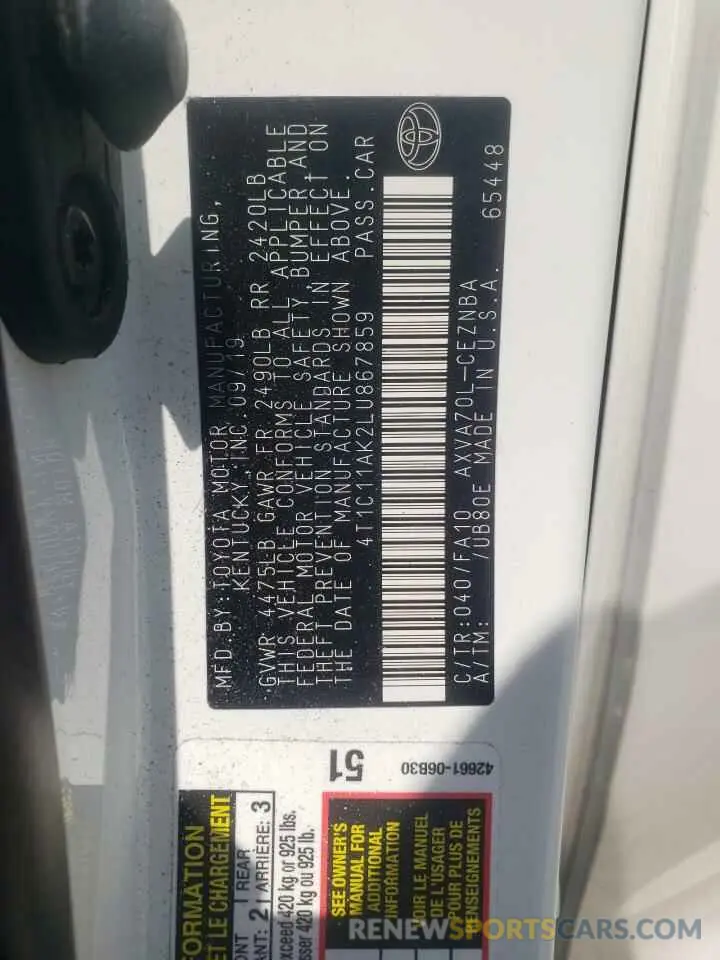 MFD.BY:TOYOTA MOTOR MANUFACTURING,
KENTUCKY, INC. 09/19
GVWR 4475LB GAWR FR 2490LB RR 2420LB
THIS VEHICLE CONFORMS TO ALL APPLICABLE
FEDERAL MOTOR VEHICLE SAFETY, BUMPER AND
THEFT PREVENTION STANDARDS IN EFFECT ON
THE DATE OF MANUFACTURE SHOWN ABOVE.
4T1C11AK2LU867859 PASS.CAR
C/TR:040/FA10 AXVA70L-CEZNBA
A/TM: /UB80E MADE IN U.S.A. 65448
51
42661-06B30
ET LE CHARGEMENT
REAR
2 ARRIÈRE: 3
exceed 420 kg or 925 lbs.
420 kg ou 925 lb.
SEE OWNER'S
MANUAL FOR
ADDITIONAL
INFORMATION
VOIR LE MANUEL
DE L'USAGER
POUR PLUS DE
RENSEIGNEMENTS
RENEWSPORTSCARS.COM